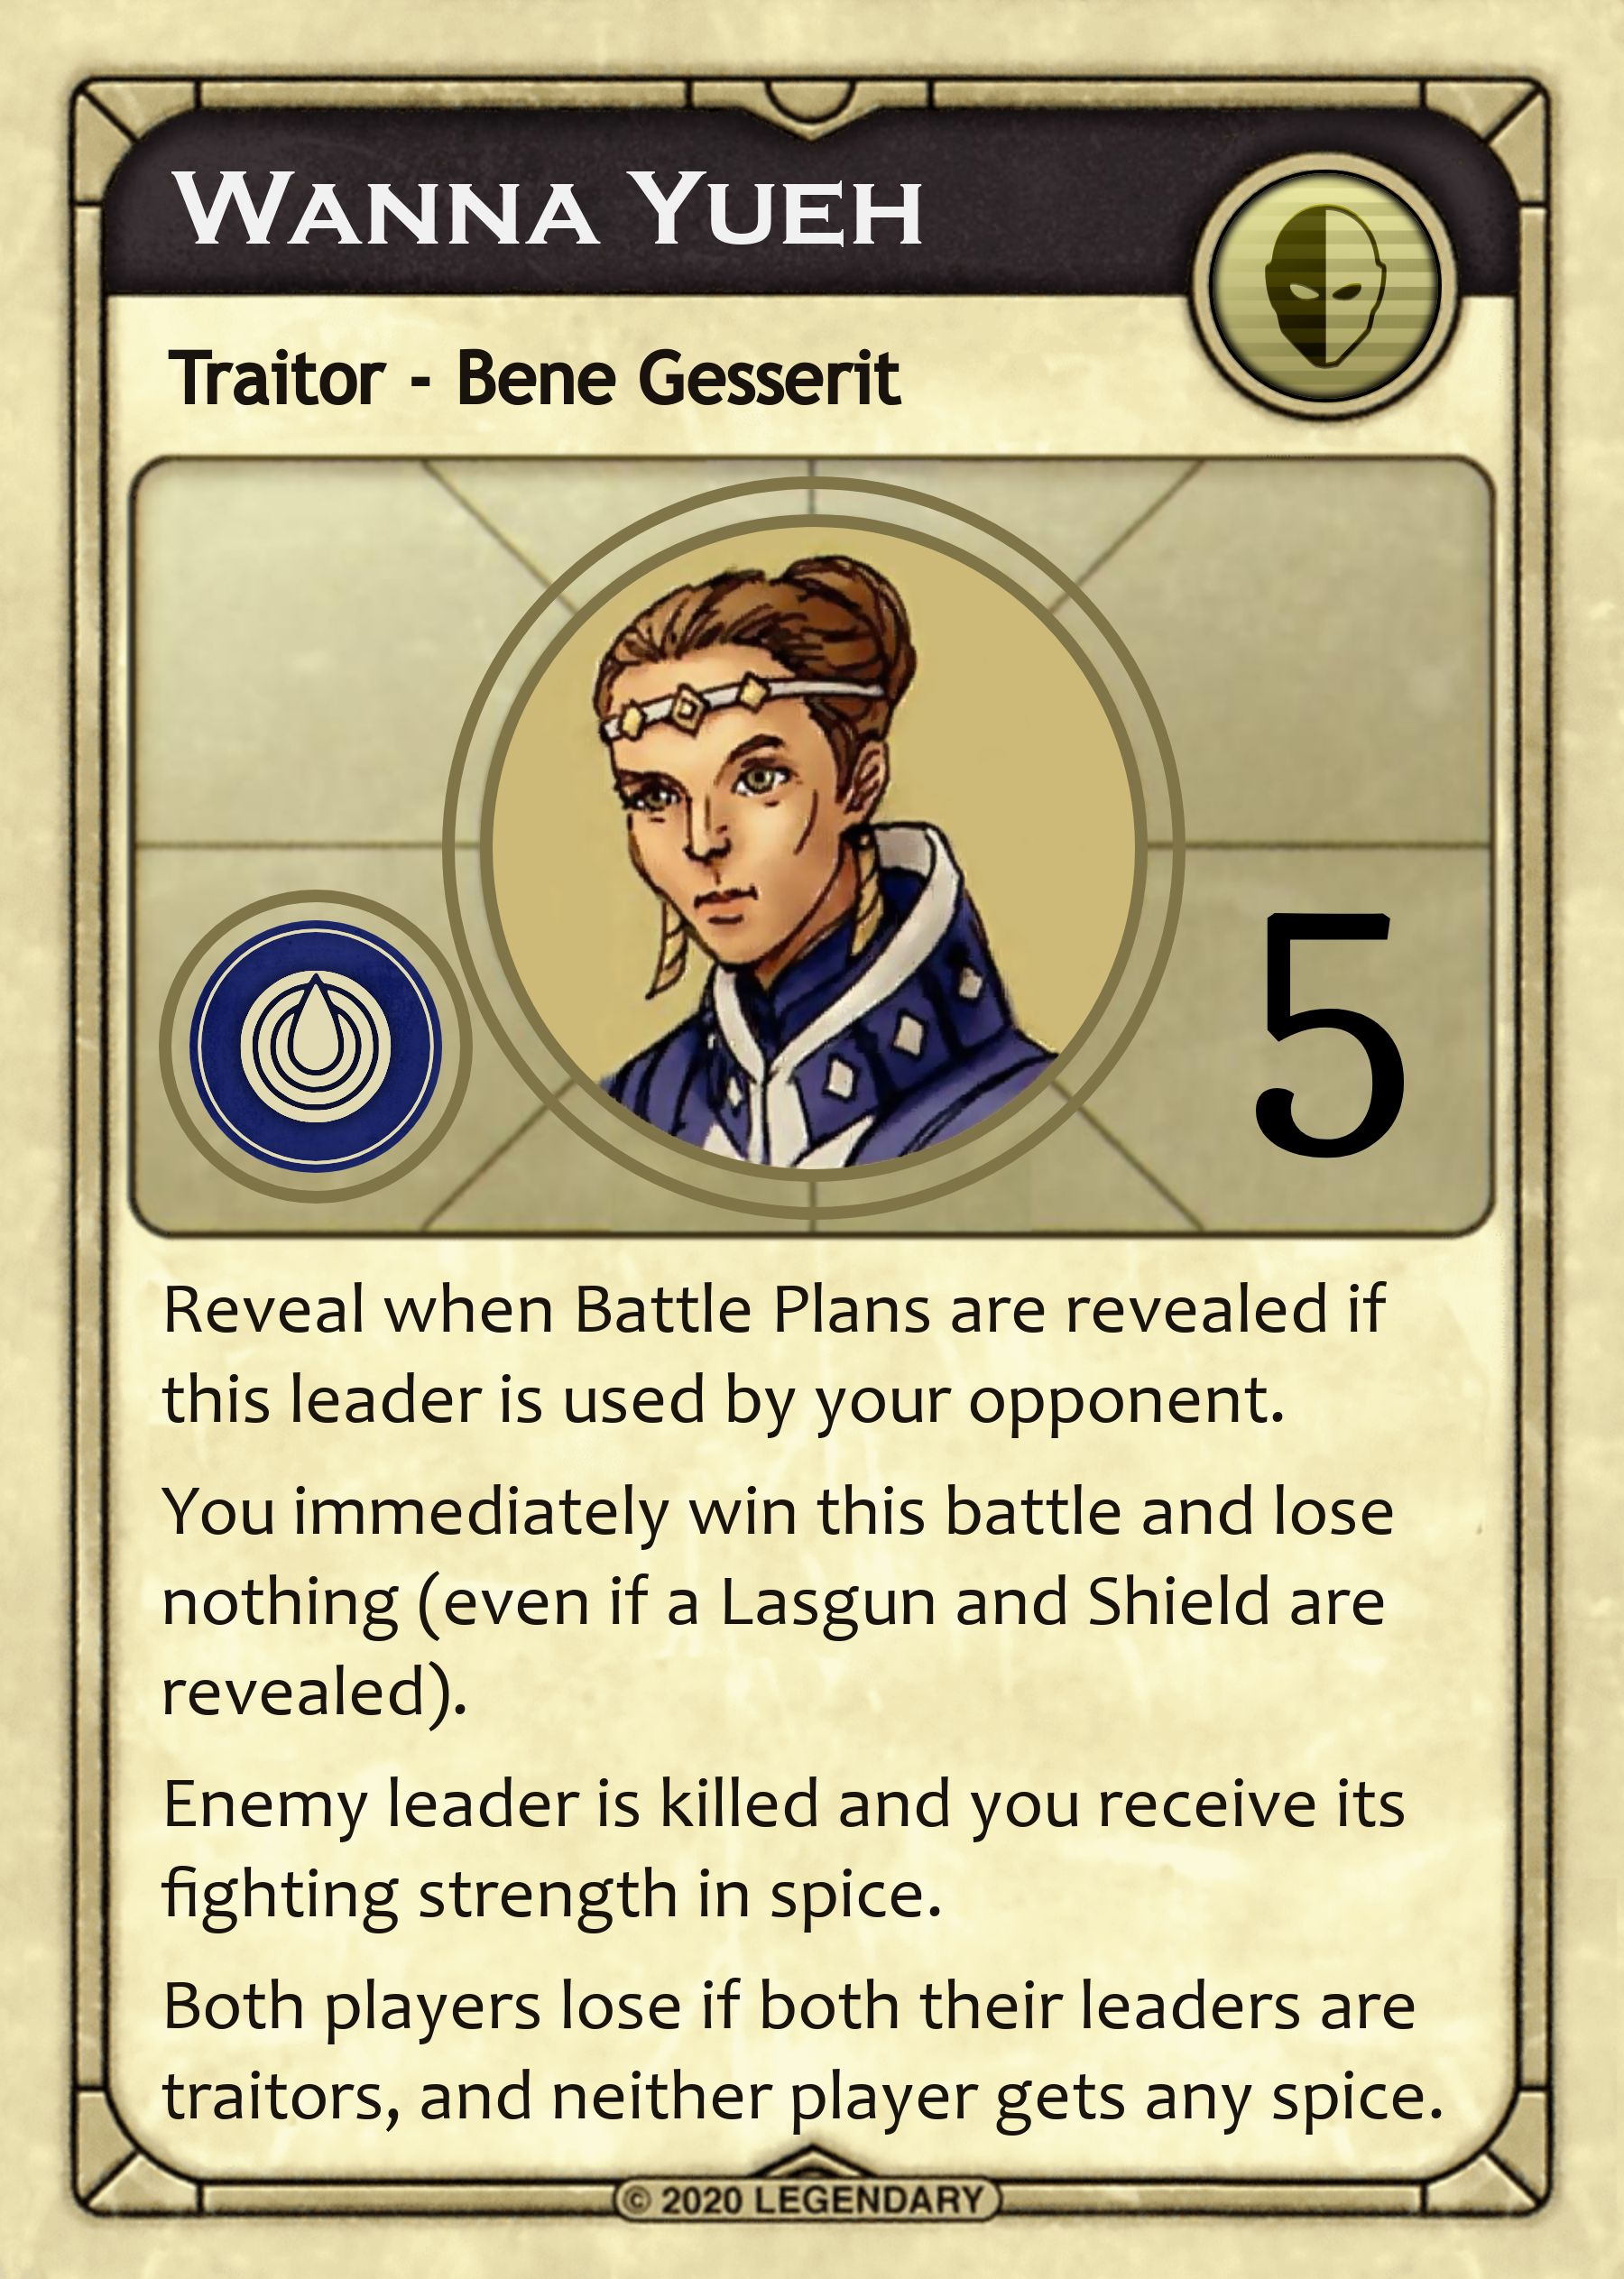 Wanna Yueh
Traitor - Bene Gesserit
5
Reveal when Battle Plans are revealed if
this leader is used by your opponent.
You immediately win this battle and lose
nothing (even if a Lasgun and Shield are
revealed).
Enemy leader is killed and you receive its
fighting strength in spice.
Both players lose if both their leaders are
traitors, and neither player gets any spice.
© 2020 LEGENDARY